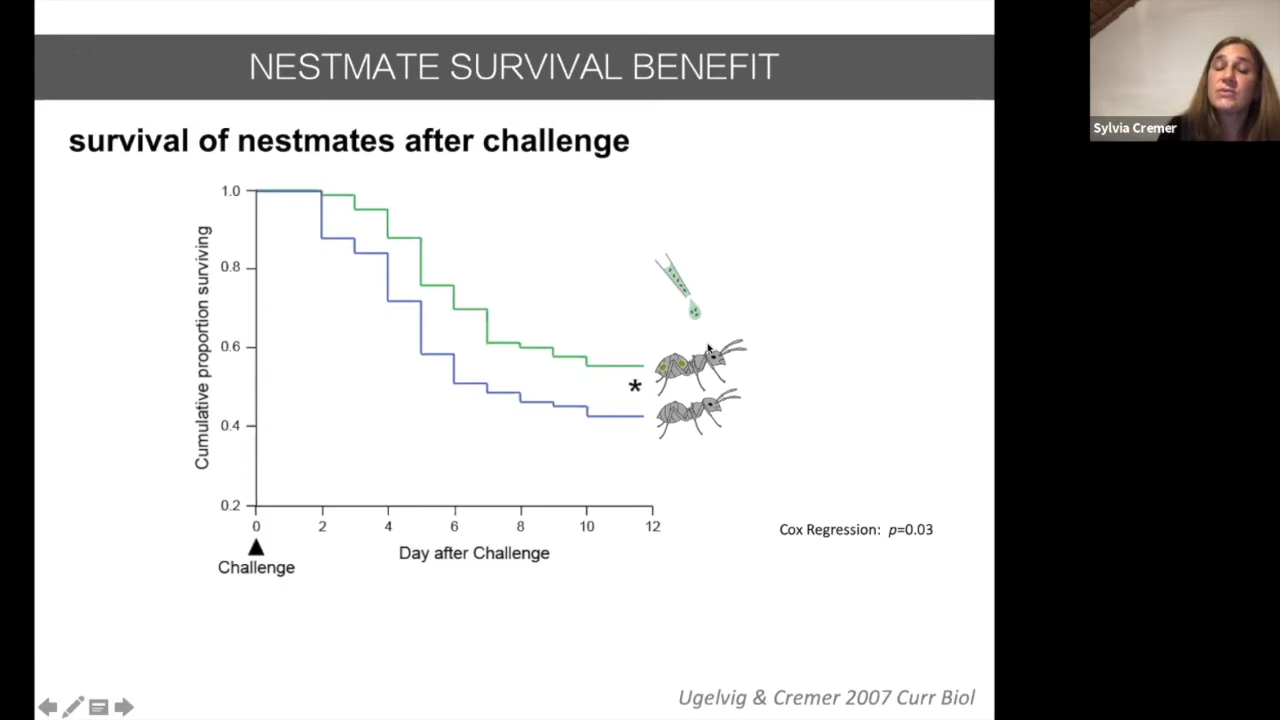 NESTMATE SURVIVAL BENEFIT
Sylvia Cremer
survival of nestmates after challenge
1.0
0.8
0.6
0.4
0.2
Cumulative proportion surviving
*
0 2 4 6 8 10 12
Cox Regression: p=0.03
Day after Challenge
Challenge
Ugelvig & Cremer 2007 Curr Biol